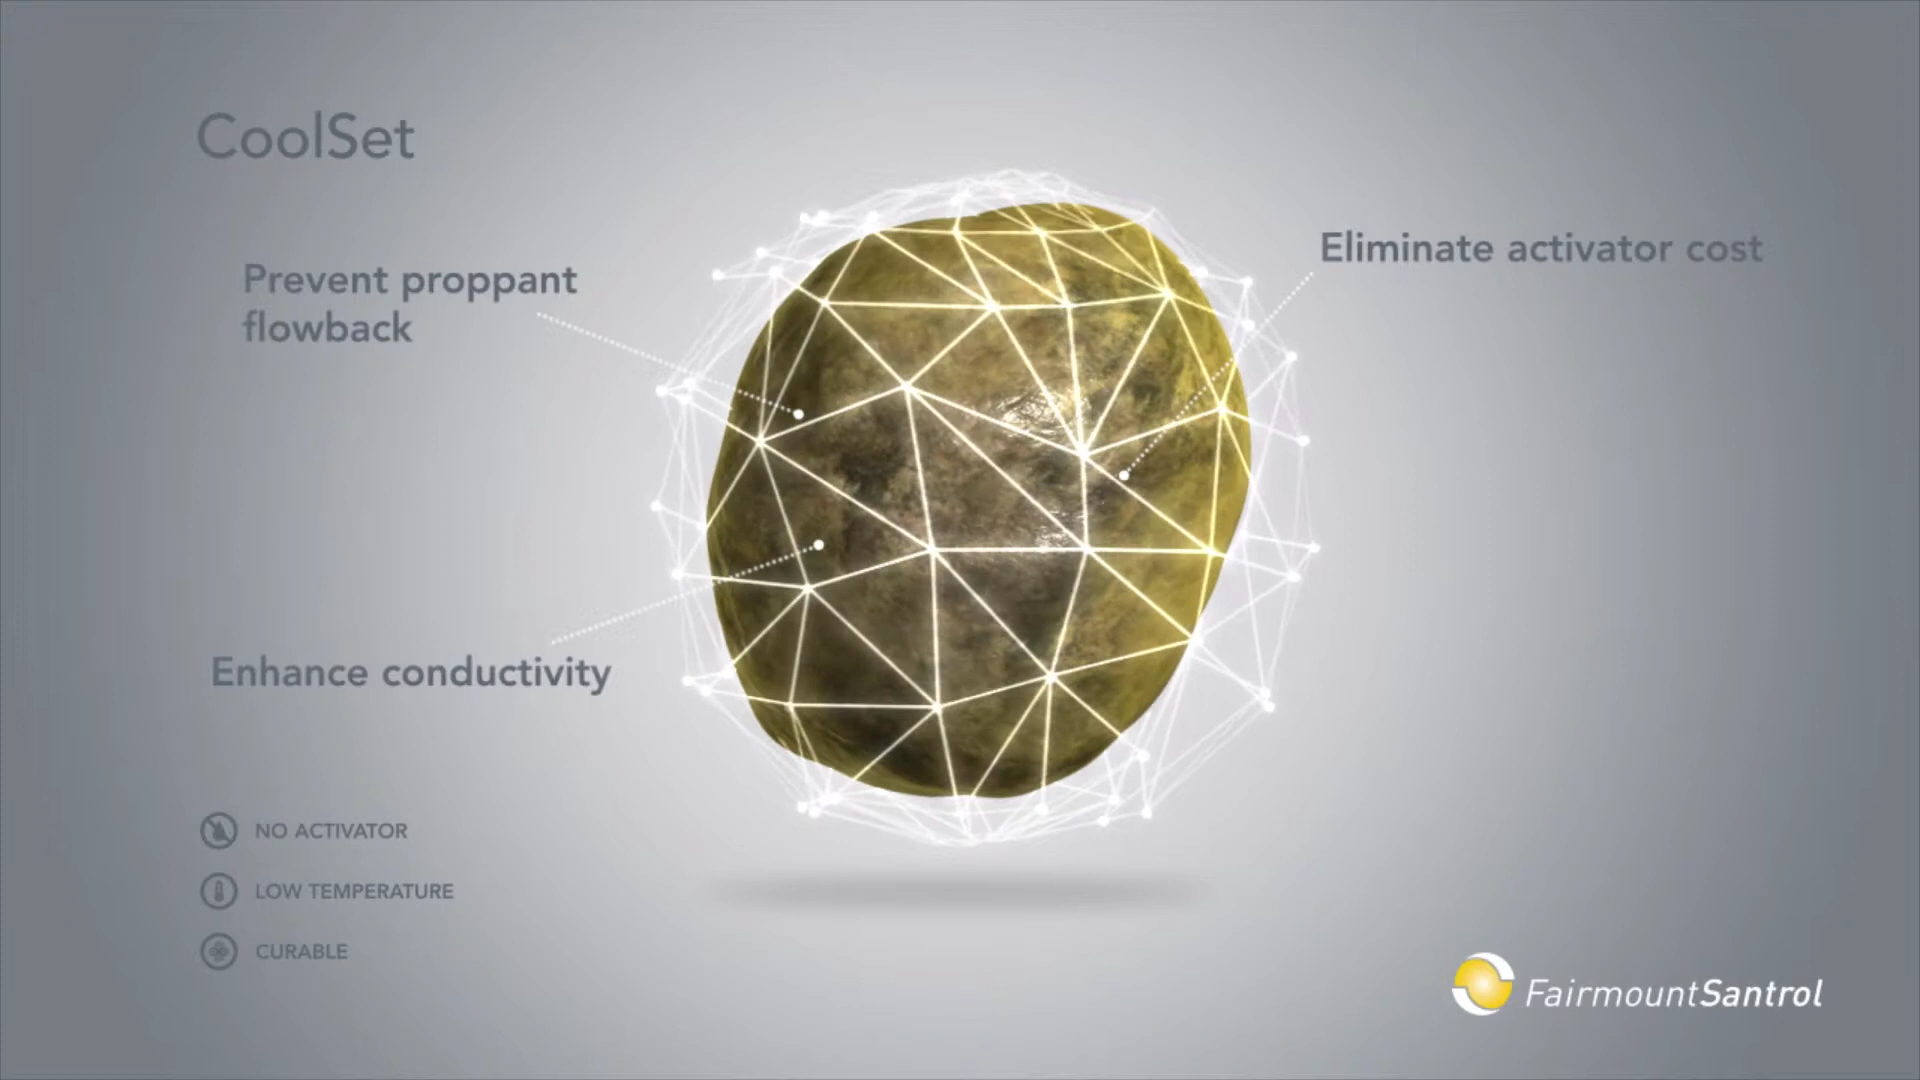 CoolSet
Prevent proppant
flowback
Eliminate activator cost
Enhance conductivity
NO ACTIVATOR
LOW TEMPERATURE
CURABLE
FairmountSantrol